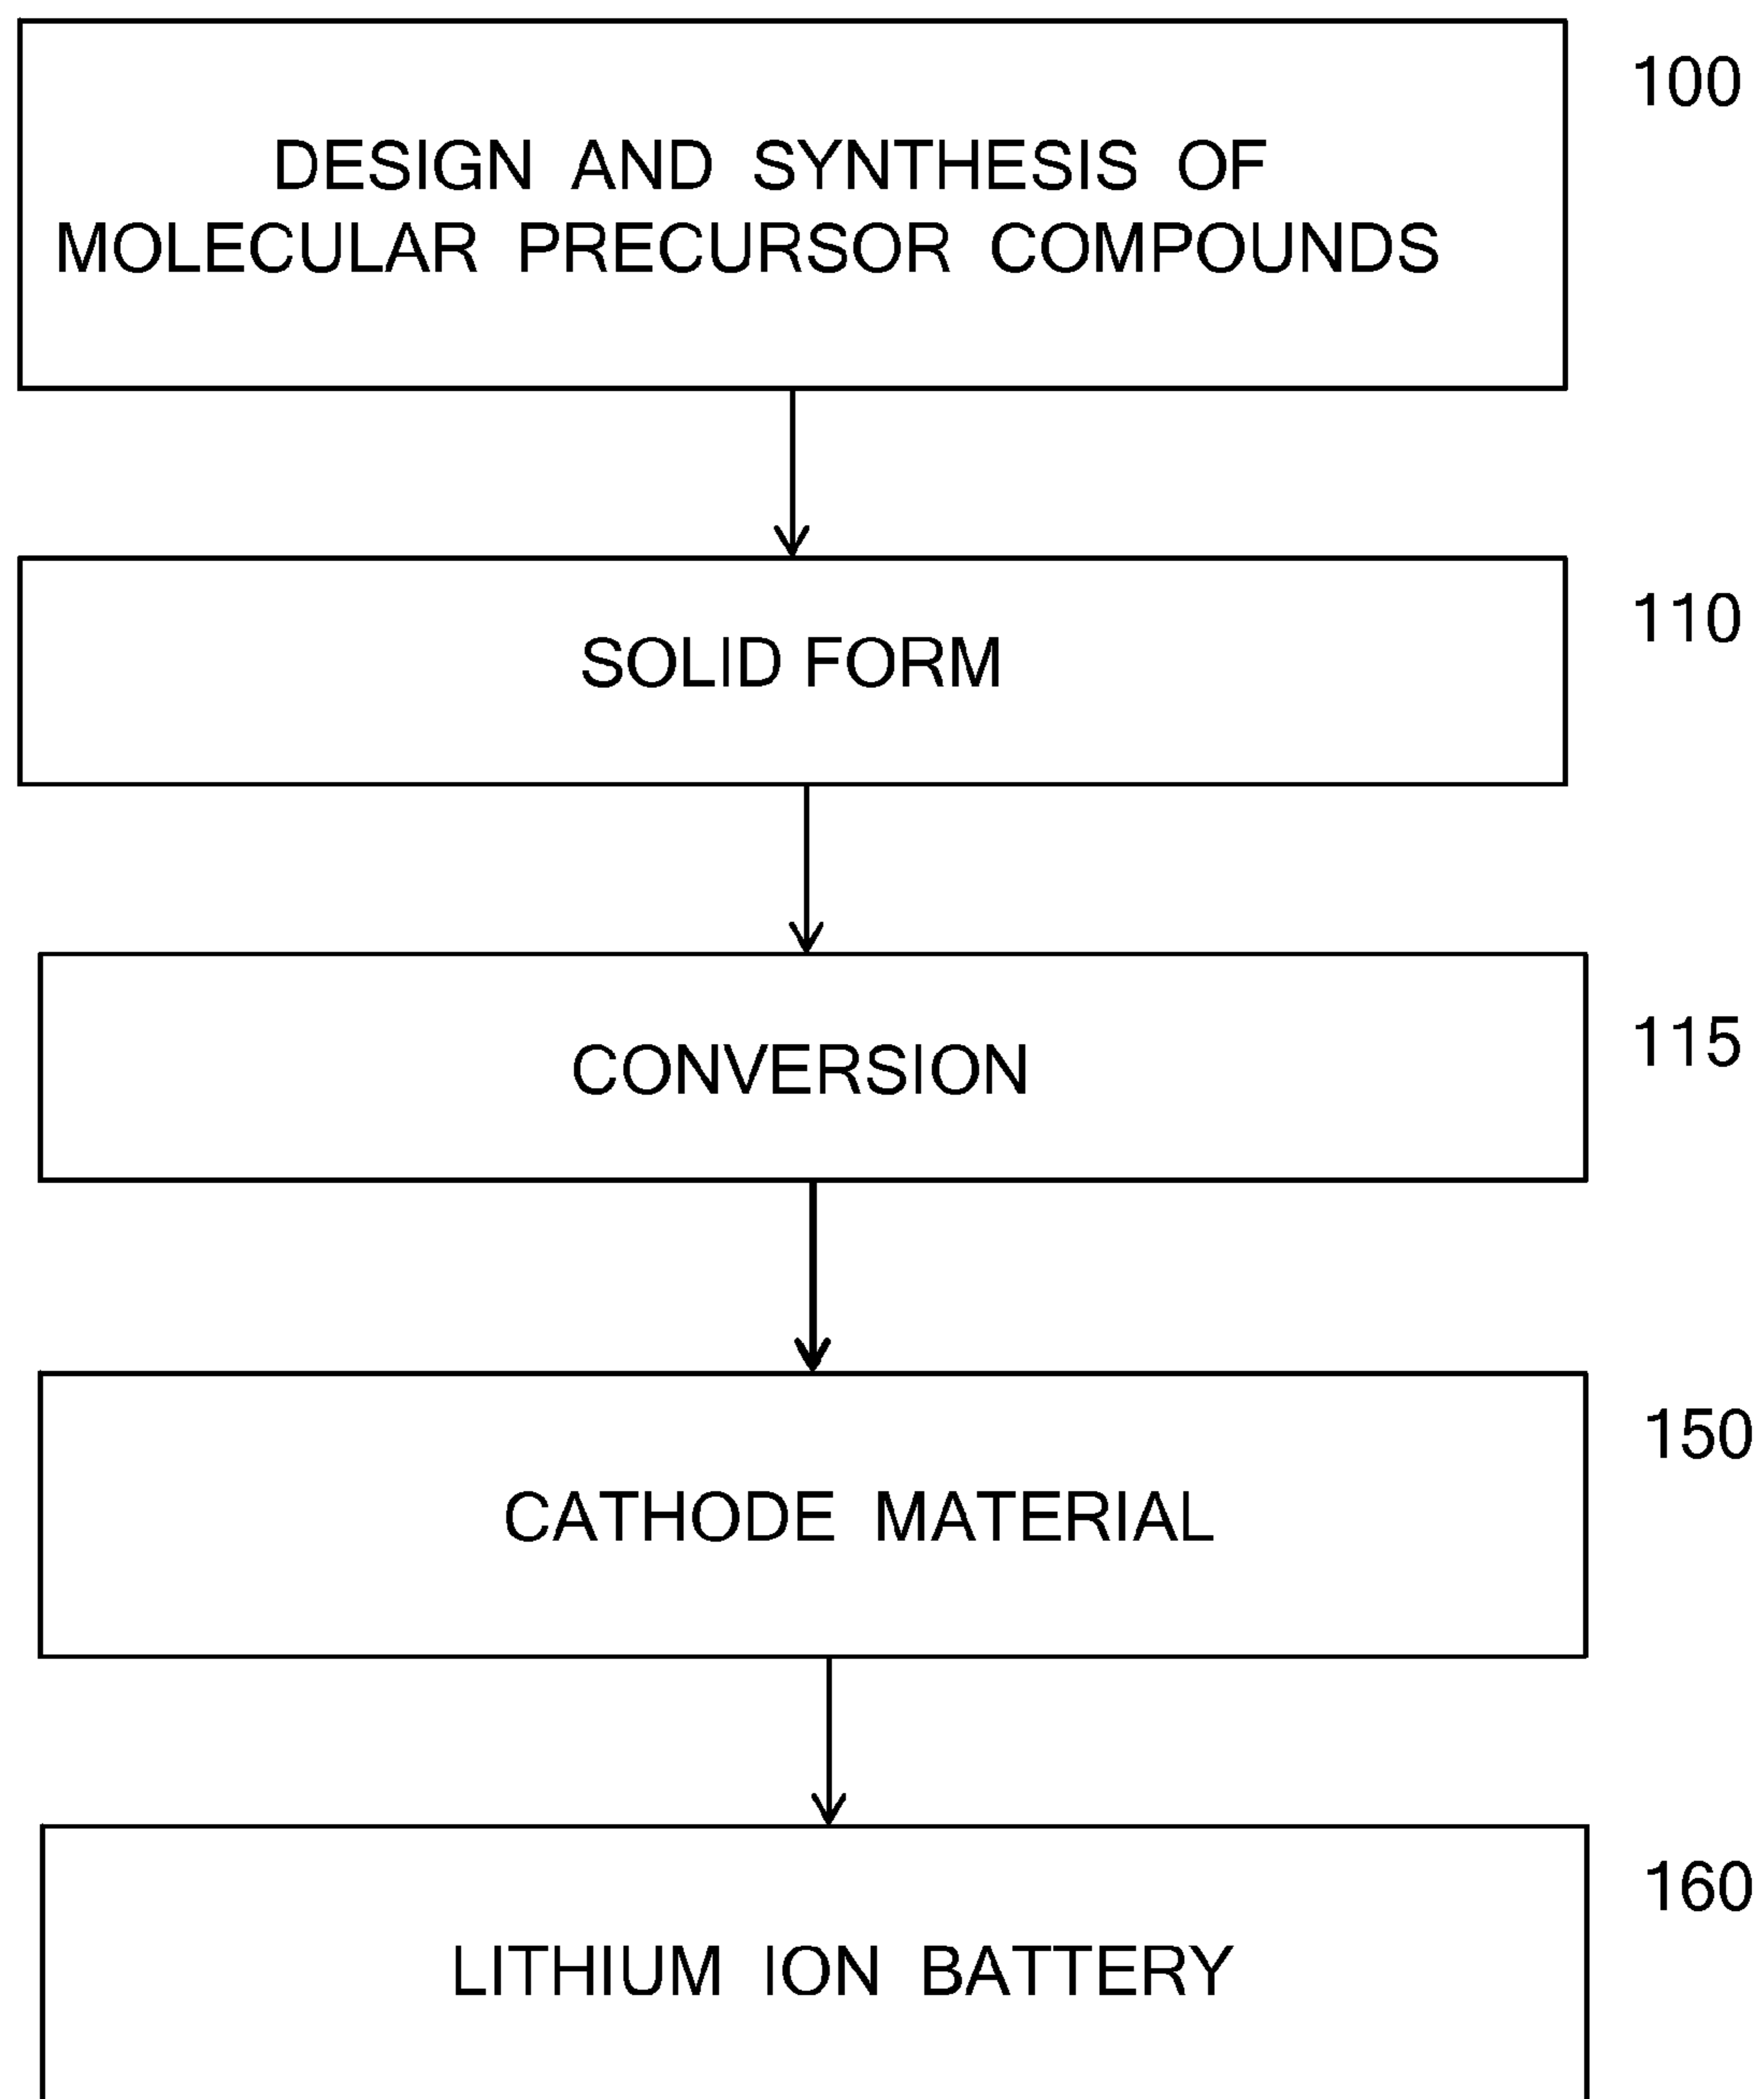 100
DESIGN AND SYNTHESIS OF
MOLECULAR PRECURSOR COMPOUNDS
110
SOLID FORM
115
CONVERSION
150
CATHODE MATERIAL
160
LITHIUM ION BATTERY